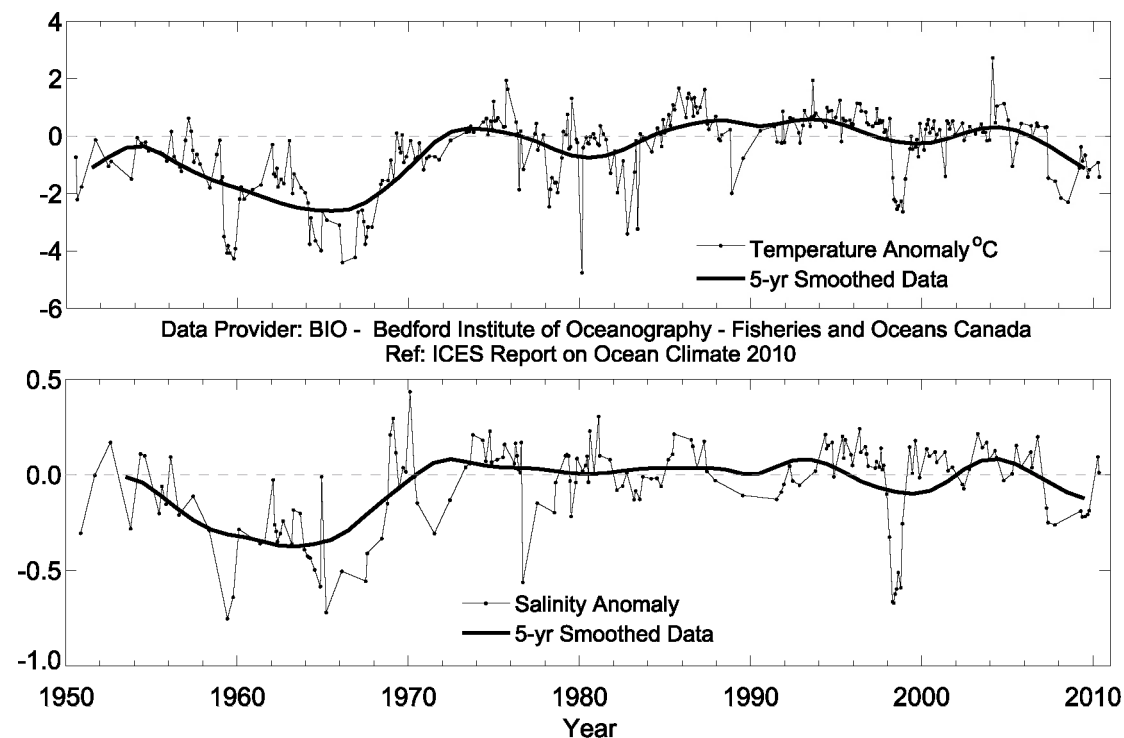 4
2
0
-2
-4
-6
Temperature Anomaly °C
5-yr Smoothed Data
Data Provider: BIO - Bedford Institute of Oceanography - Fisheries and Oceans Canada
Ref: ICES Report on Ocean Climate 2010
0.5
0.0
-0.5
-1.0
Salinity Anomaly
5-yr Smoothed Data
1950 1960 1970 1980 1990 2000 2010
Year